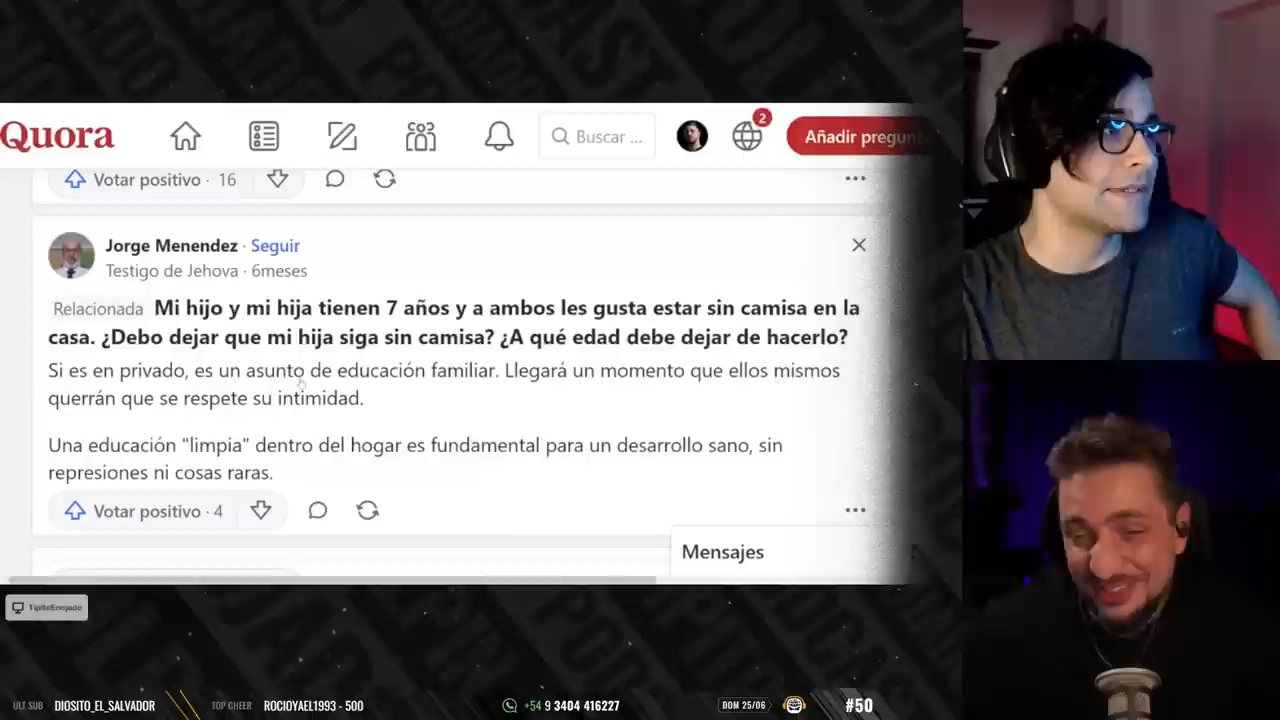 Quora
Buscar ...
2
Añadir pregun
Votar positivo · 16
Jorge Menendez · Seguir
Testigo de Jehova · 6meses
Relacionada Mi hijo y mi hija tienen 7 años y a ambos les gusta estar sin camisa en la
casa. ¿Debo dejar que mi hija siga sin camisa? ¿A qué edad debe dejar de hacerlo?
Si es en privado, es un asunto de educación familiar. Llegará un momento que ellos mismos
querrán que se respete su intimidad.
Una educación "limpia" dentro del hogar es fundamental para un desarrollo sano, sin
represiones ni cosas raras.
Votar positivo · 4
Mensajes
TipitoEnojado
ULT SUB DIOSITO_EL_SALVADOR TOP CHEER ROCIOYAEL1993 - 500 +54 9 3404 416227 DOM 25/06 #50